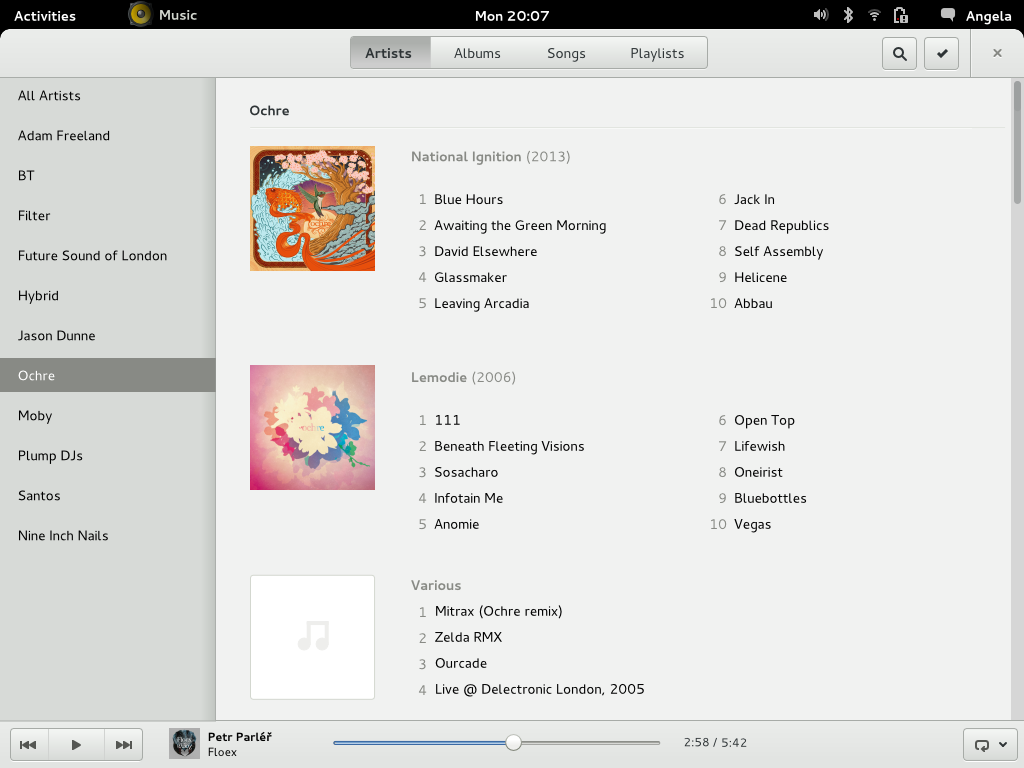 Activities Music Mon 20:07 Angela
Artists Albums Songs Playlists
All Artists
Adam Freeland
BT
Filter
Future Sound of London
Hybrid
Jason Dunne
Ochre
Moby
Plump DJs
Santos
Nine Inch Nails
Ochre
National Ignition (2013)
1 Blue Hours
2 Awaiting the Green Morning
3 David Elsewhere
4 Glassmaker
5 Leaving Arcadia
6 Jack In
7 Dead Republics
8 Self Assembly
9 Helicene
10 Abbau
Lemodie (2006)
1 111
2 Beneath Fleeting Visions
3 Sosacharo
4 Infotain Me
5 Anomie
6 Open Top
7 Lifewish
8 Oneirist
9 Bluebottles
10 Vegas
ochre
Various
1 Mitrax (Ochre remix)
2 Zelda RMX
3 Ourcade
4 Live @ Delectronic London, 2005
Petr Parléř
Floex
2:58 / 5:42